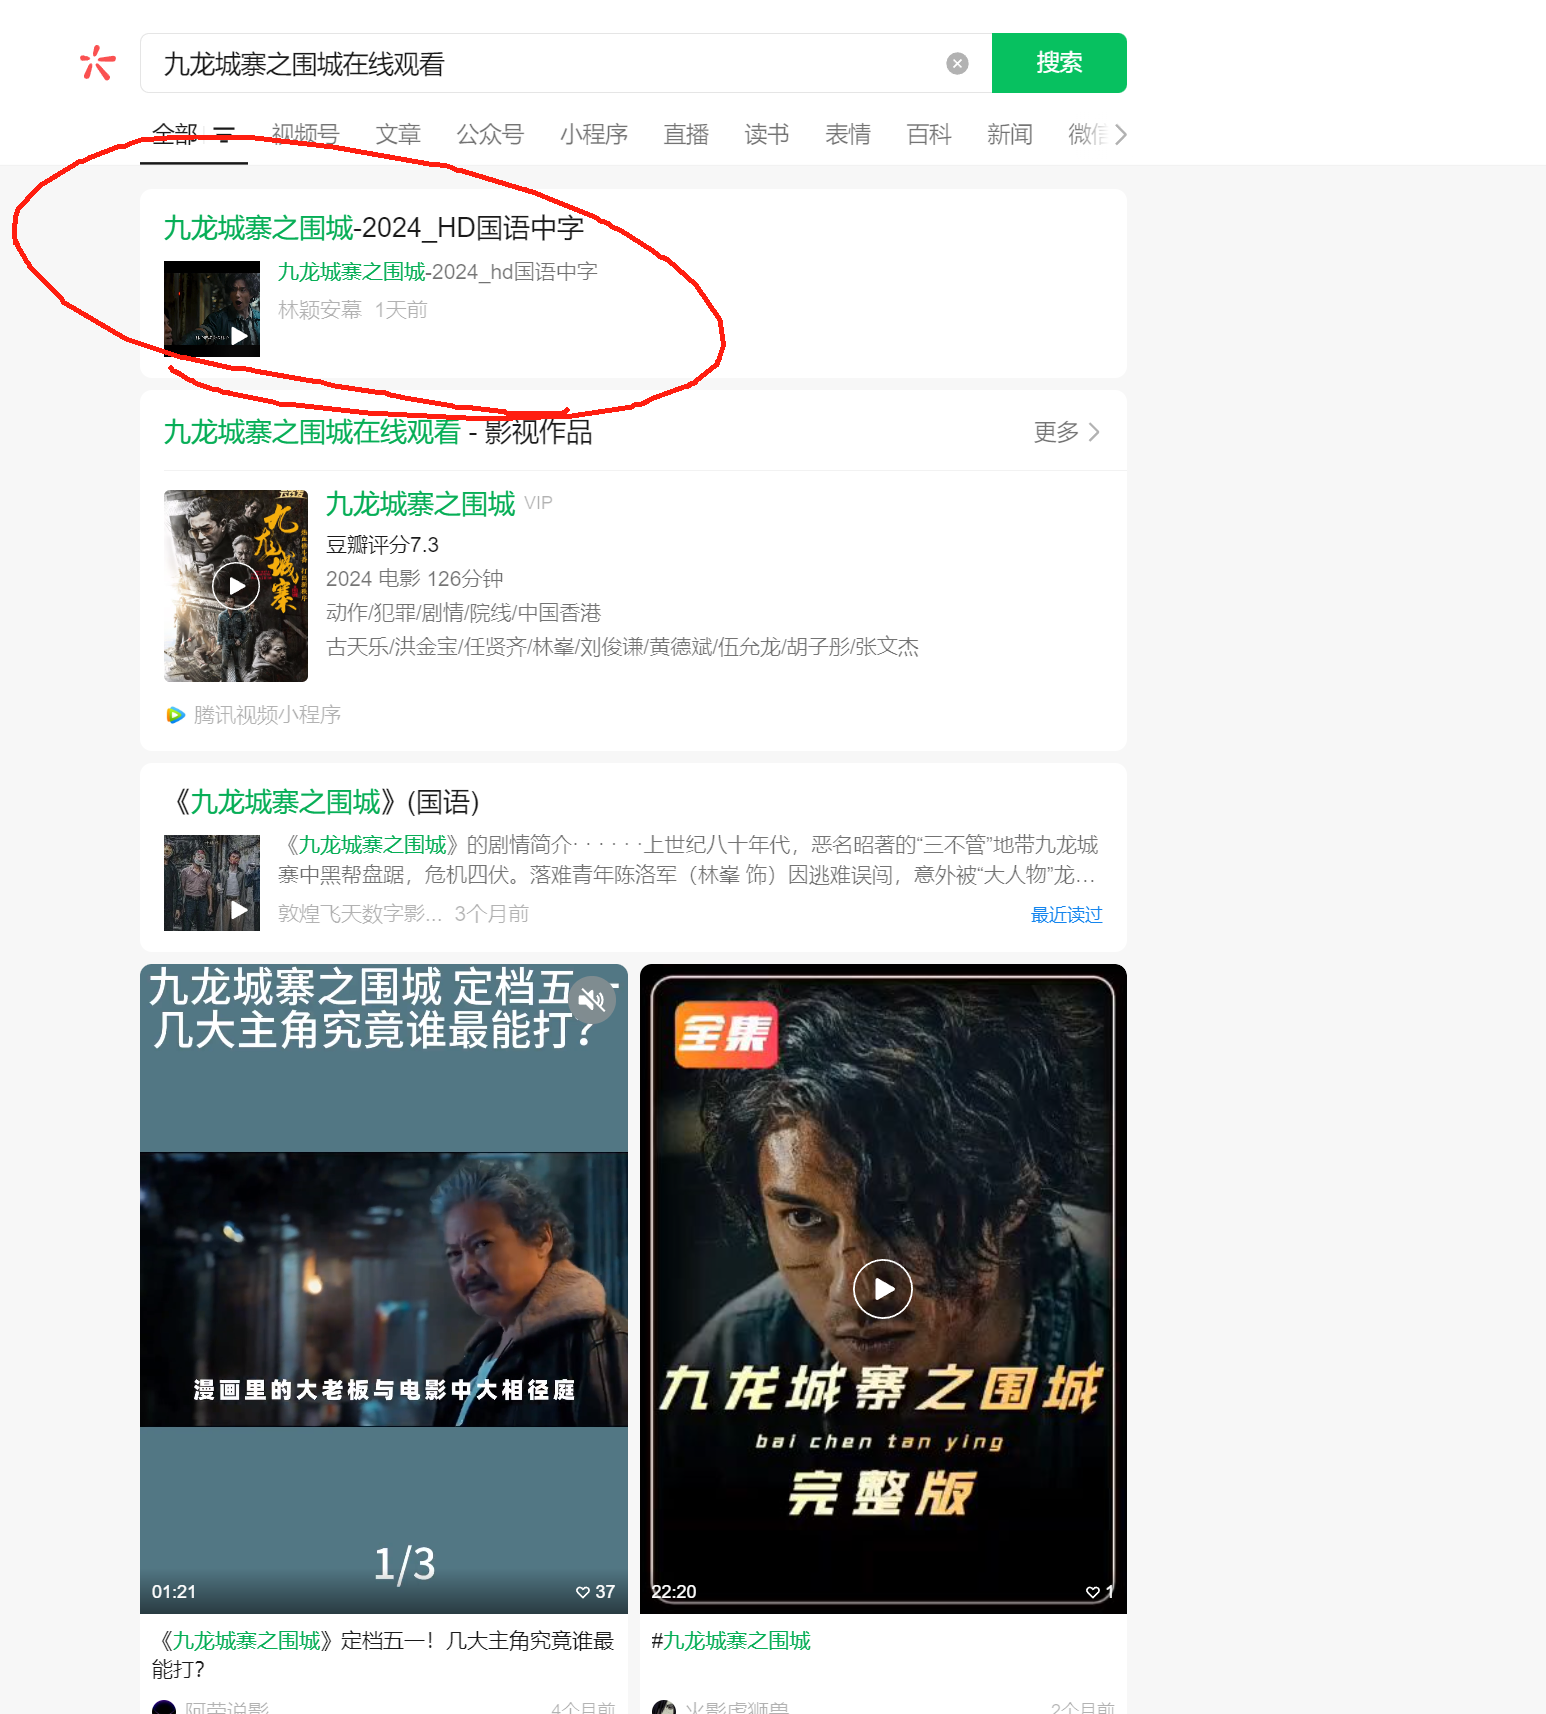 九龙城寨之围城在线观看
搜索
全部 视频号 文章 公众号 小程序 直播 读书 表情 百科 新闻 微信
九龙城寨之围城-2024_HD国语中字
九龙城寨之围城-2024_hd国语中字
林颖安幕 1天前
九龙城寨之围城在线观看 - 影视作品
更多
九龙城寨
九龙城寨之围城 VIP
豆瓣评分7.3
2024 电影 126分钟
动作/犯罪/剧情/院线/中国香港
古天乐/洪金宝/任贤齐/林峯/刘俊谦/黄德斌/伍允龙/胡子彤/张文杰
腾讯视频小程序
《九龙城寨之围城》(国语)
《九龙城寨之围城》的剧情简介· · · · · ·上世纪八十年代，恶名昭著的“三不管”地带九龙城
寨中黑帮盘踞，危机四伏。落难青年陈洛军（林峯 饰）因逃难误闯，意外被“大人物”龙...
敦煌飞天数字影... 3个月前
最近读过
九龙城寨之围城 定档五一
几大主角究竟谁最能打?
漫画里的大老板与电影中大相径庭
1/3
01:21
37
全集
九龙城寨之围城
bai chen tan ying
完整版
22:20
1
《九龙城寨之围城》定档五一！几大主角究竟谁最
能打?
阿荣说影 4个月前
#九龙城寨之围城
火影虎狮兽 2个月前